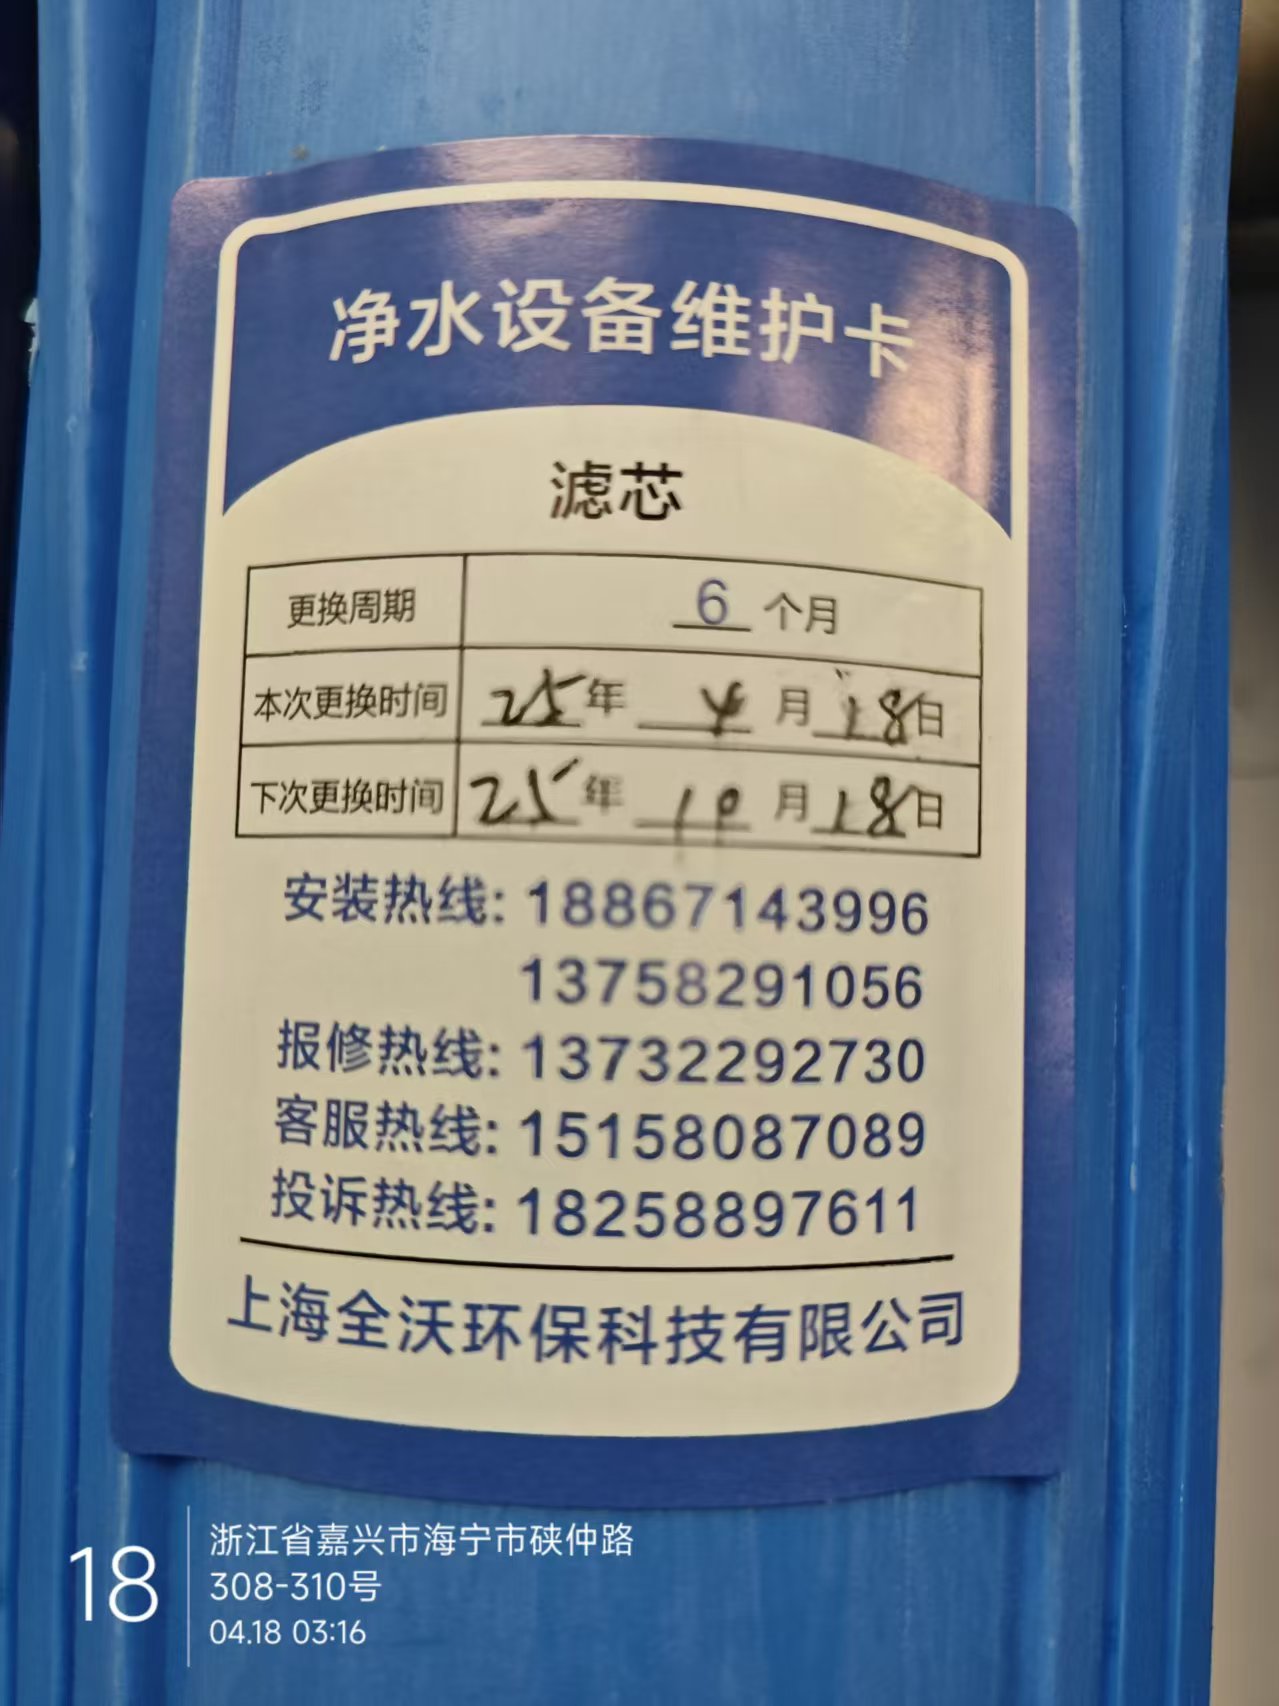 净水设备维护卡
滤芯
更换周期 6 个月
本次更换时间 25年 4月18日
下次更换时间 25年 10月18日
安装热线: 18867143996
13758291056
报修热线: 13732292730
客服热线: 15158087089
投诉热线: 18258897611
上海全沃环保科技有限公司
18
浙江省嘉兴市海宁市硖仲路
308-310号
04.18 03:16